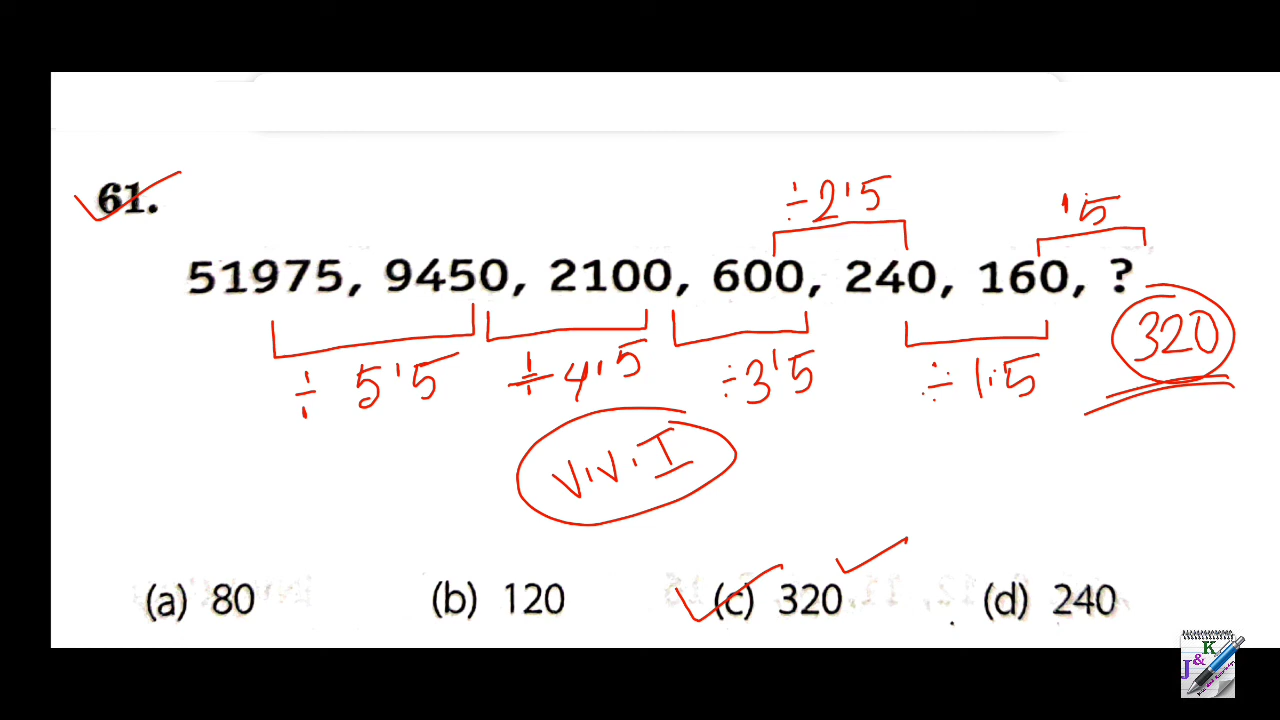 61.
÷2.5 .5
51975, 9450, 2100, 600, 240, 160, ?
÷ 5.5 ÷ 4.5 ÷3.5 ÷1.5 320
V.V.I
(a) 80 (b) 120 (c) 320 (d) 240
J&K